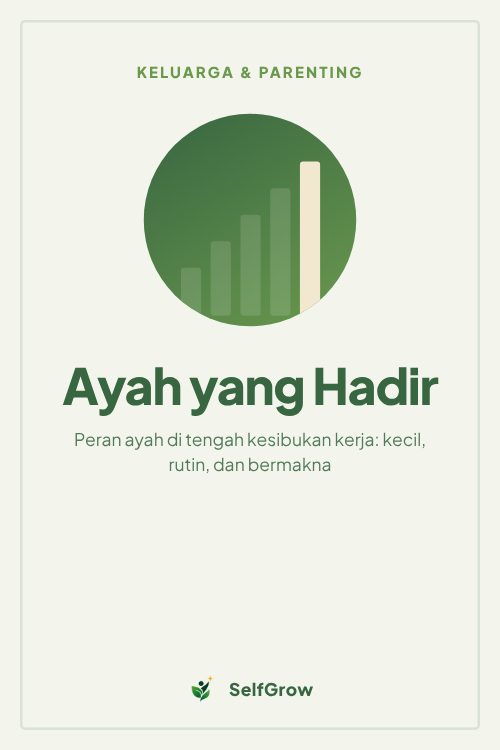 KELUARGA & PARENTING
Ayah yang Hadir
Peran ayah di tengah kesibukan kerja: kecil,
rutin, dan bermakna
SelfGrow